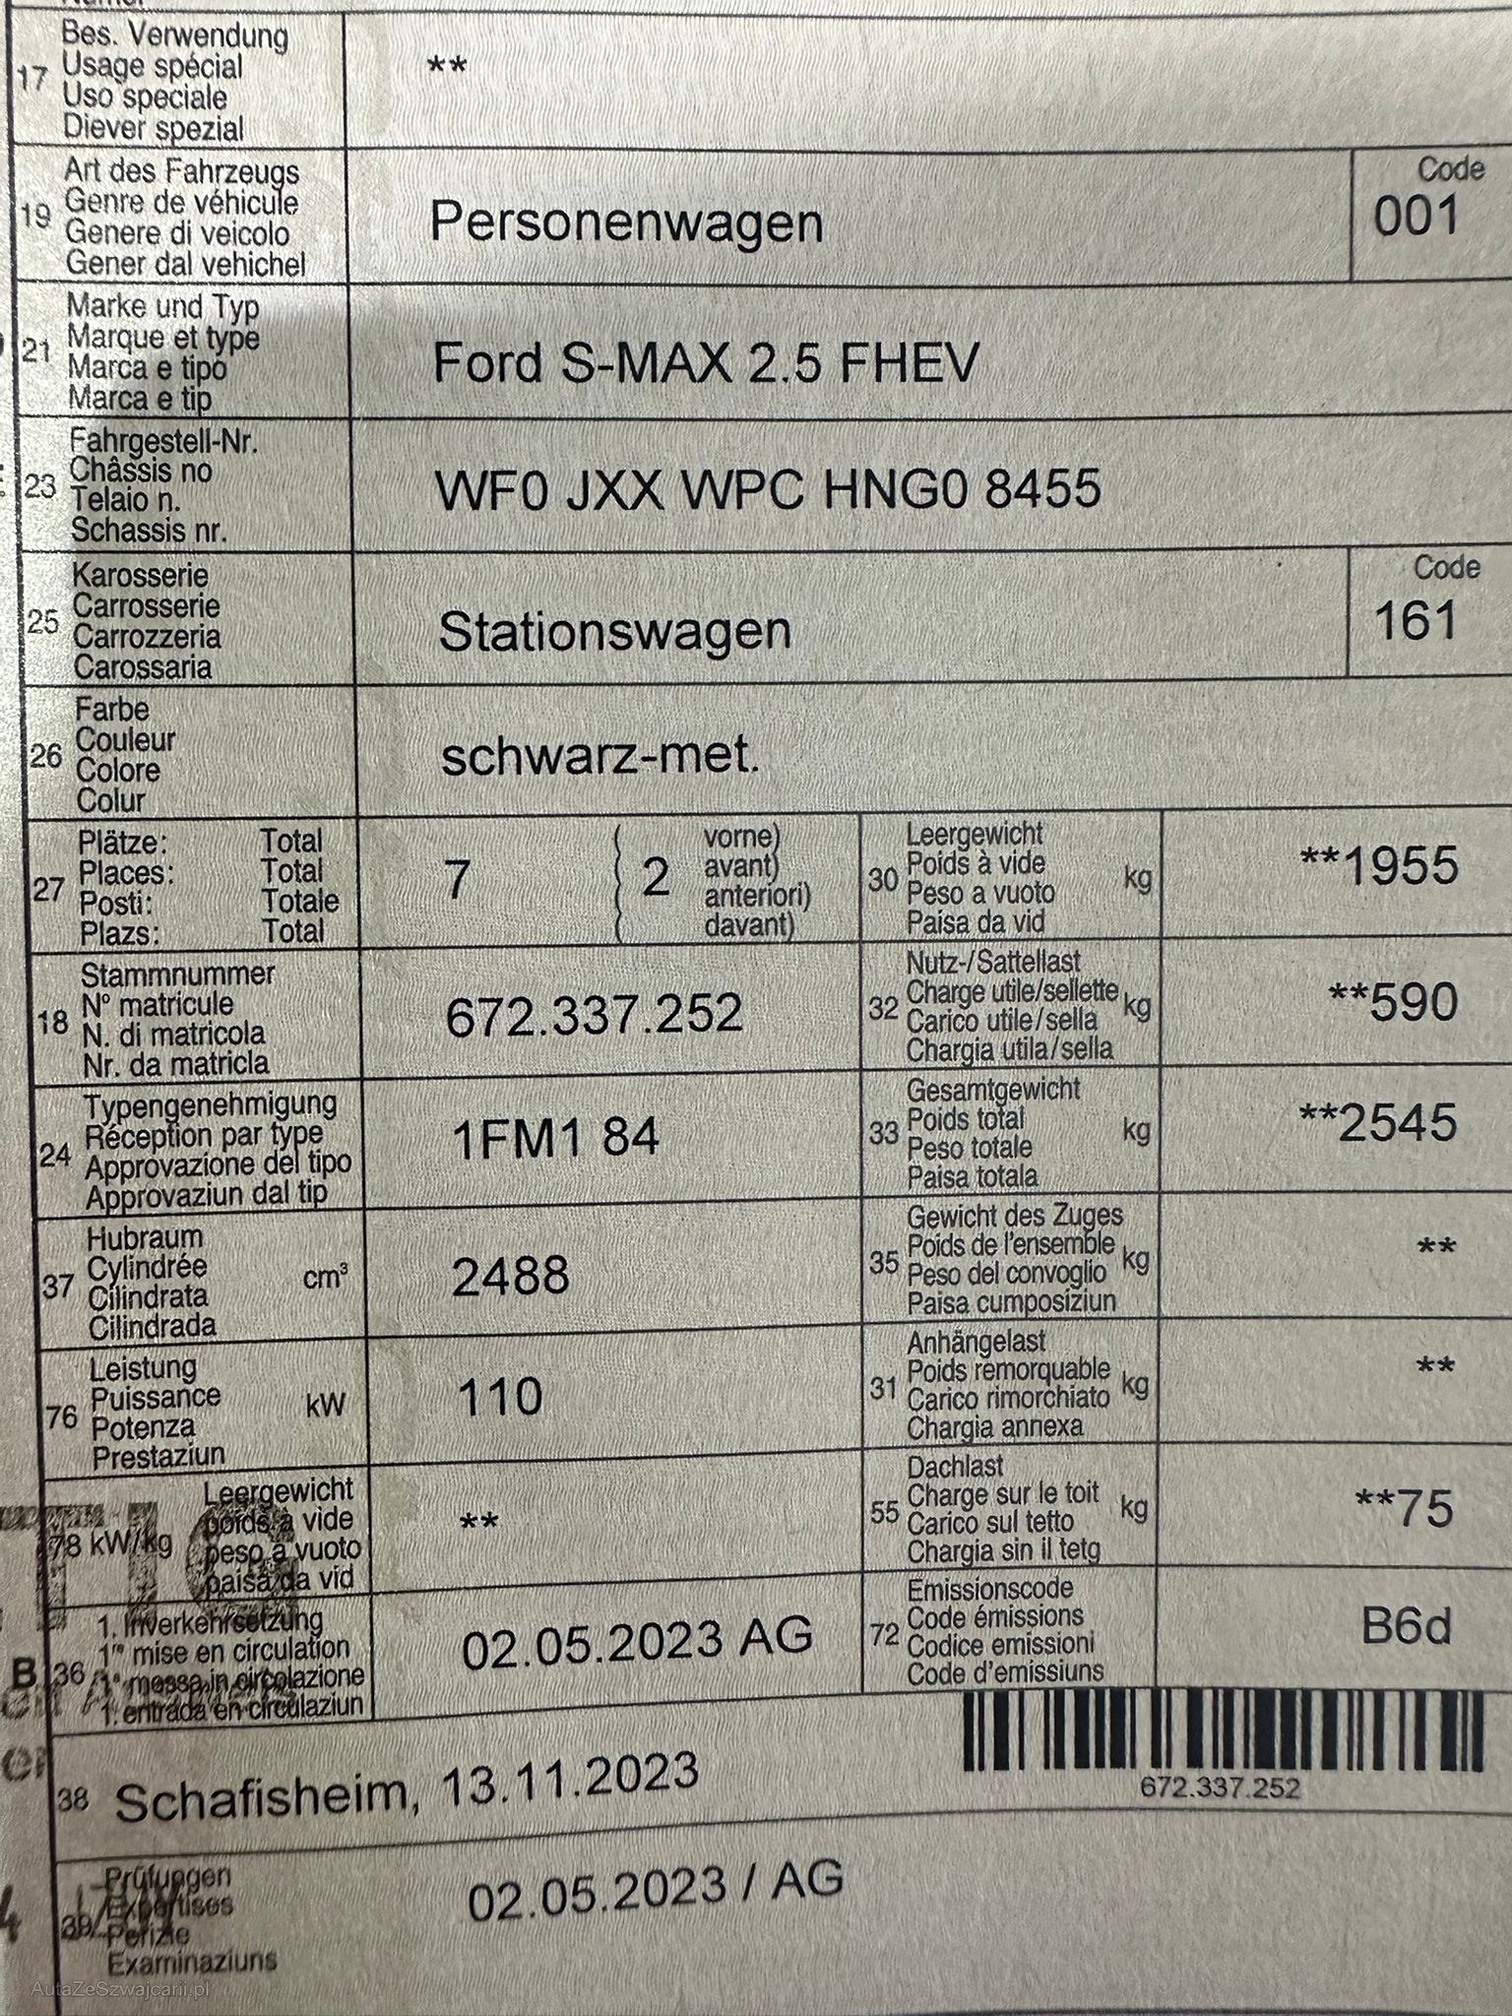 17
Bes. Verwendung
Usage spécial
Uso speciale
Diever spezial
**
19
Art des Fahrzeugs
Genre de véhicule
Genere di veicolo
Gener dal vehichel
Personenwagen
Code
001
21
Marke und Typ
Marque et type
Marca e tipo
Marca e tip
Ford S-MAX 2.5 FHEV
23
Fahrgestell-Nr.
Châssis no
Telaio n.
Schassis nr.
WF0 JXX WPC HNG0 8455
25
Karosserie
Carrosserie
Carrozzeria
Carossaria
Stationswagen
Code
161
26
Farbe
Couleur
Colore
Colur
schwarz-met.
27
Plätze: Total
Places: Total
Posti: Totale
Plazs: Total
7
2
vorne)
avant)
anteriori)
davant)
30
Leergewicht
Poids à vide
Peso a vuoto
Paisa da vid
kg
**1955
18
Stammnummer
N° matricule
N. di matricola
Nr. da matricla
672.337.252
32
Nutz-/Sattellast
Charge utile/sellette
Carico utile/sella
Chargia utila/sella
kg
**590
24
Typengenehmigung
Réception par type
Approvazione del tipo
Approvaziun dal tip
1FM1 84
33
Gesamtgewicht
Poids total
Peso totale
Paisa totala
kg
**2545
37
Hubraum
Cylindrée
Cilindrata
Cilindrada
cm³
2488
35
Gewicht des Zuges
Poids de l'ensemble
Peso del convoglio
Paisa cumposiziun
kg
**
76
Leistung
Puissance
Potenza
Prestaziun
kW
110
31
Anhängelast
Poids remorquable
Carico rimorchiato
Chargia annexa
kg
**
78 kW/kg
Leergewicht
poids à vide
peso a vuoto
paisa da vid
**
55
Dachlast
Charge sur le toit
Carico sul tetto
Chargia sin il tetg
kg
**75
B 36
1. Inverkehrsetzung
1re mise en circulation
1a messa in circolazione
1. entrada en circulaziun
02.05.2023 AG
72
Emissionscode
Code émissions
Codice emissioni
Code d'emissiuns
B6d
672.337.252
38
Schafisheim, 13.11.2023
39
Prüfungen
Expertises
Perizie
Examinaziuns
02.05.2023 / AG
AutaZeSzwajcarii.pl